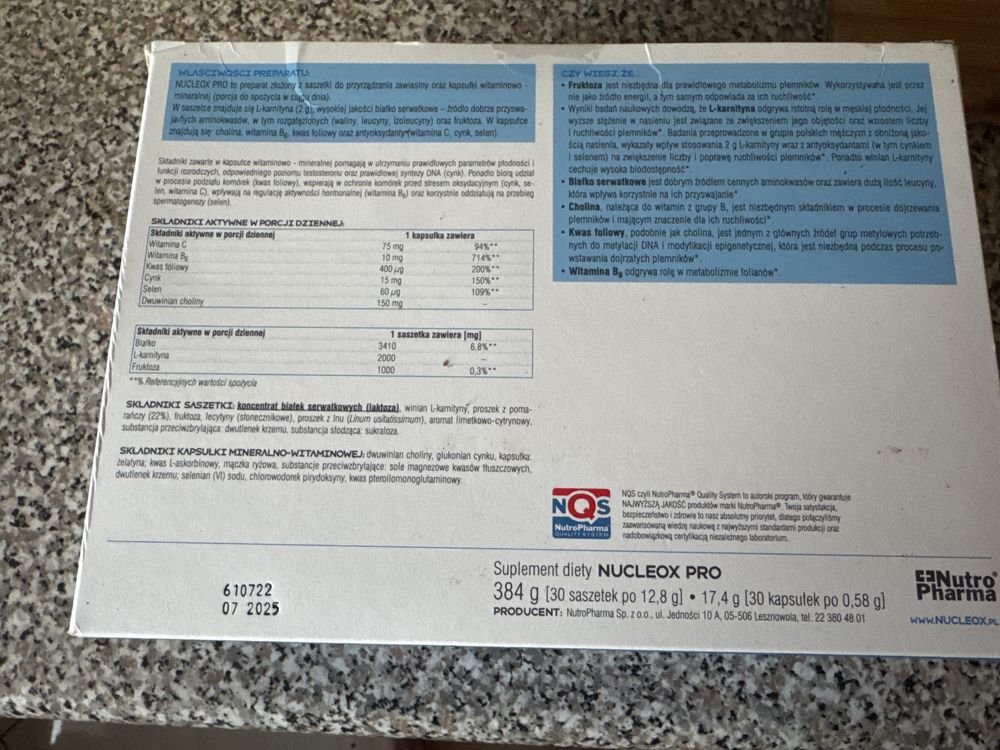 WŁAŚCIWOŚCI PREPARATU:
NUCLEOX PRO to preparat złożony z saszetki do przyrządzania zawiesiny oraz kapsułki witaminowo -
mineralnej (porcja do spożycia w ciągu dnia).
W saszetce znajduje się L-karnityna (2 g), wysokiej jakości białko serwatkowe – źródło dobrze przyswa-
jalnych aminokwasów, w tym rozgałęzionych (waliny, leucyny, izoleucyny) oraz fruktoza. W kapsułce
znajdują się: cholina, witamina B6, kwas foliowy oraz antyoksydanty (witamina C, cynk, selen).
Składniki zawarte w kapsułce witaminowo - mineralnej pomagają w utrzymaniu prawidłowych parametrów płodności i
funkcji rozrodczych, odpowiedniego poziomu testosteronu oraz prawidłowej syntezy DNA (cynk). Ponadto biorą udział
w procesie podziału komórek (kwas foliowy), wspierają w ochronie komórek przed stresem oksydacyjnym (cynk, se-
len, witamina C), wpływają na regulację aktywności hormonalnej (witamina B6) oraz korzystnie oddziałują na przebieg
spermatogenezy (selen).
SKŁADNIKI AKTYWNE W PORCJI DZIENNEJ:
Składniki aktywne w porcji dziennej 1 kapsułka zawiera
Witamina C 75 mg 94%**
Witamina B6 10 mg 714%**
Kwas foliowy 400 µg 200%**
Cynk 15 mg 150%**
Selen 60 µg 109%**
Dwuwinian choliny 150 mg –
Składniki aktywne w porcji dziennej 1 saszetka zawiera [mg]
Białko 3410 6,8%**
L-karnityna 2000 –
Fruktoza 1000 0,3%**
**% Referencyjnych wartości spożycia
SKŁADNIKI SASZETKI: koncentrat białek serwatkowych (laktoza), winian L-karnityny, proszek z poma-
rańczy (22%), fruktoza, lecytyny (słonecznikowe), proszek z lnu (Linum usitatissimum), aromat limetkowo-cytrynowy,
substancja przeciwzbrylająca: dwutlenek krzemu, substancja słodząca: sukraloza.
SKŁADNIKI KAPSUŁKI MINERALNO-WITAMINOWEJ: dwuwinian choliny, glukonian cynku, kapsułka:
żelatyna; kwas L-askorbinowy, mączka ryżowa, substancje przeciwzbrylające: sole magnezowe kwasów tłuszczowych,
dwutlenek krzemu; selenian (VI) sodu, chlorowodorek pirydoksyny, kwas pteroilomonoglutaminowy.
CZY WIESZ, ŻE...
• Fruktoza jest niezbędna dla prawidłowego metabolizmu plemników. Wykorzystywana jest przez
nie jako źródło energii, a tym samym odpowiada za ich ruchliwość*.
• Wyniki badań naukowych dowodzą, że L-karnityna odgrywa istotną rolę w męskiej płodności. Jej
wyższe stężenie w nasieniu jest związane ze zwiększeniem jego objętości oraz wzrostem liczby
i ruchliwości plemników*. Badania przeprowadzone w grupie polskich mężczyzn z obniżoną jako-
ścią nasienia, wykazały wpływ stosowania 2 g L-karnityny wraz z antyoksydantami (w tym cynkiem
i selenem) na zwiększenie liczby i poprawę ruchliwości plemników*. Ponadto winian L-karnityny
cechuje wysoka biodostępność*.
• Białko serwatkowe jest dobrym źródłem cennych aminokwasów oraz zawiera dużą ilość leucyny,
która wpływa korzystnie na ich przyswajanie*.
• Cholina, należąca do witamin z grupy B, jest niezbędnym składnikiem w procesie dojrzewania
plemników i mającym znaczenie dla ich ruchliwości*.
• Kwas foliowy, podobnie jak cholina, jest jednym z głównych źródeł grup metylowych potrzeb-
nych do metylacji DNA i modyfikacji epigenetycznej, która jest niezbędna podczas procesu po-
wstawania dojrzałych plemników*.
• Witamina B6 odgrywa rolę w metabolizmie folianów*.
NQS
NutroPharma
QUALITY SYSTEM
NQS czyli NutroPharma® Quality System to autorski program, który gwarantuje
NAJWYŻSZĄ JAKOŚĆ produktów marki NutroPharma®. Twoja satysfakcja,
bezpieczeństwo i zdrowie to nasz absolutny priorytet, dlatego połączyliśmy
zaawansowaną wiedzę naukową z najwyższymi standardami produkcji oraz
nadobowiązkową certyfikacją niezależnego laboratorium.
610722
07 2025
Suplement diety NUCLEOX PRO
384 g [30 saszetek po 12,8 g] • 17,4 g [30 kapsułek po 0,58 g]
PRODUCENT: NutroPharma Sp. z o.o., ul. Jedności 10 A, 05-506 Lesznowola, tel. 22 380 48 01
Nutro
Pharma®
WWW.NUCLEOX.PL